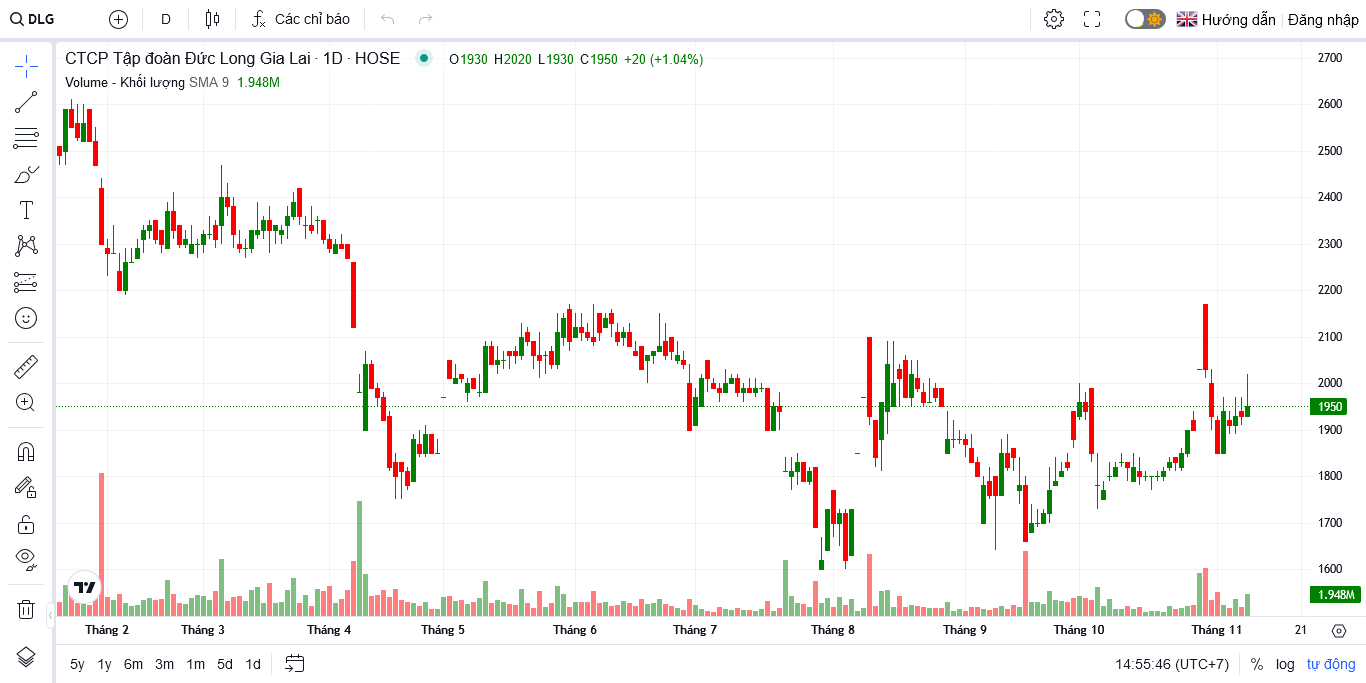 DLG D Các chỉ báo Hướng dẫn Đăng nhập
CTCP Tập đoàn Đức Long Gia Lai · 1D · HOSE O1930 H2020 L1930 C1950 +20 (+1.04%)
Volume - Khối lượng SMA 9 1.948M
2700
2600
2500
2400
2300
2200
2100
2000
1950
1900
1800
1700
1600
1.948M
Tháng 2 Tháng 3 Tháng 4 Tháng 5 Tháng 6 Tháng 7 Tháng 8 Tháng 9 Tháng 10 Tháng 11 21
5y 1y 6m 3m 1m 5d 1d 14:55:46 (UTC+7) % log tự động